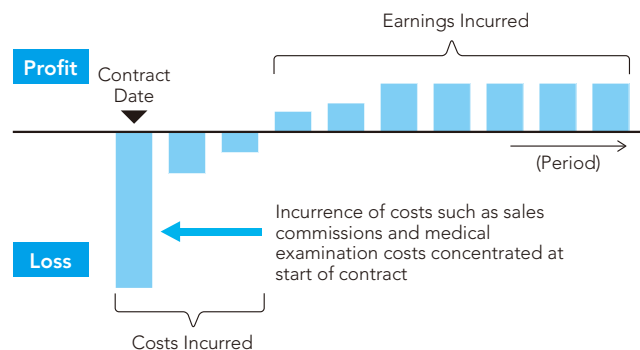 Earnings Incurred
Profit
Contract
Date
(Period)
Incurrence of costs such as sales
commissions and medical
examination costs concentrated at
start of contract
Loss
Costs Incurred